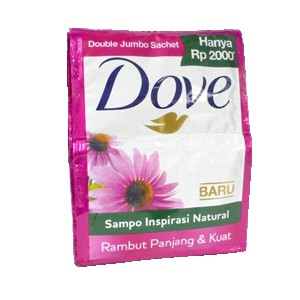 Double Jumbo Sachet
Hanya
Rp 2000*
Dove
BARU
Sampo Inspirasi Natural
Rambut Panjang & Kuat